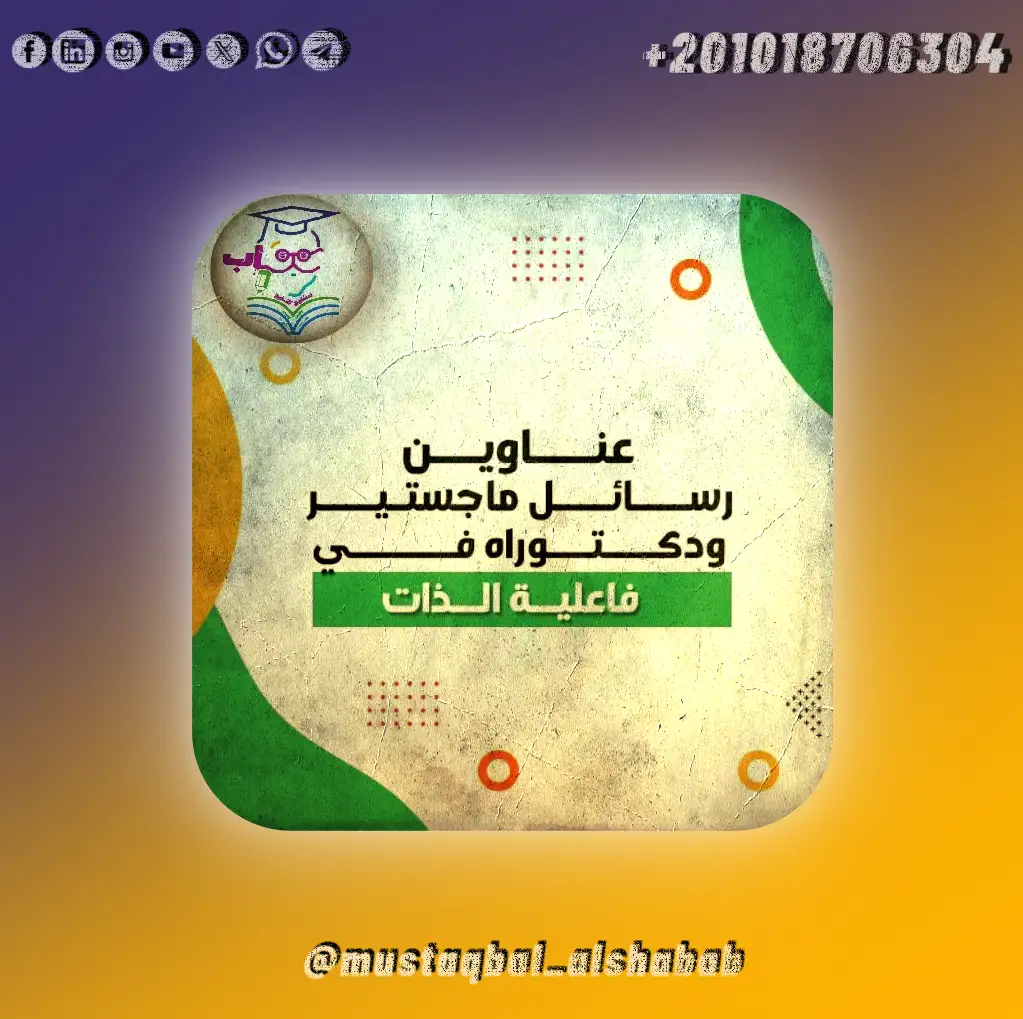 +201018706304
عناوين
رسائل ماجستير
ودكتوراه في
فاعلية الذات
@mustaqbal_alshabab